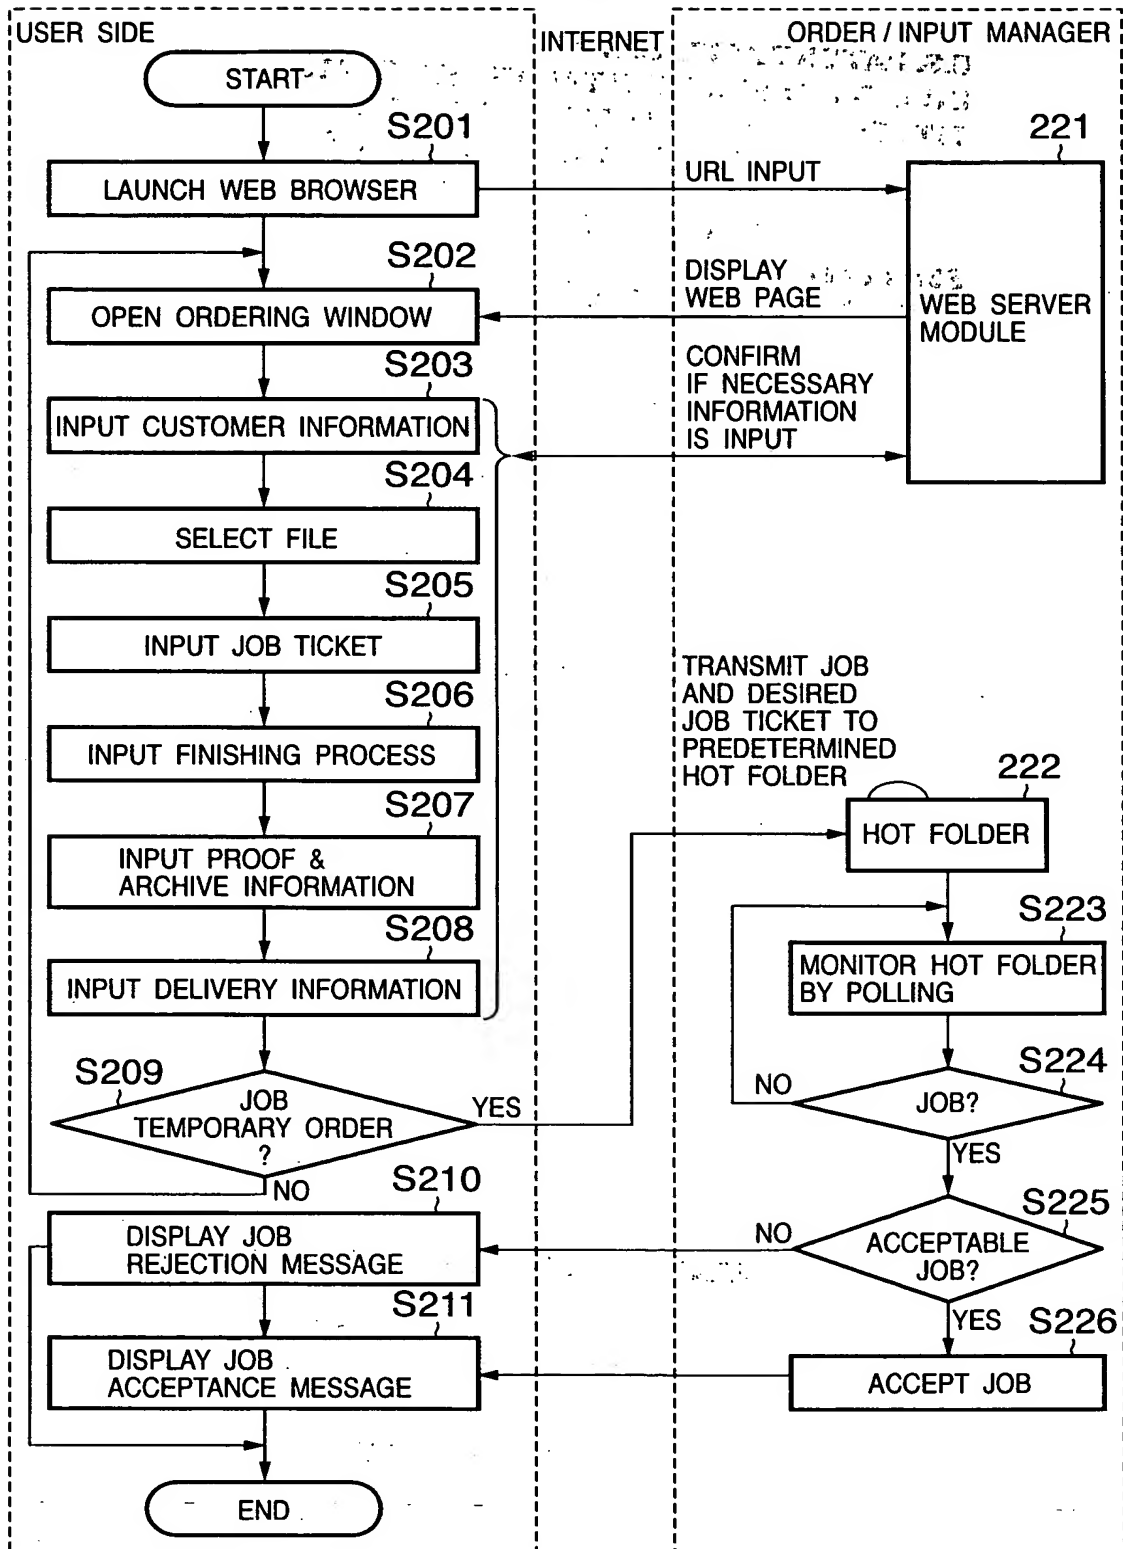 USER SIDE
INTERNET
ORDER / INPUT MANAGER
START
S201
LAUNCH WEB BROWSER
URL INPUT
221
S202
OPEN ORDERING WINDOW
DISPLAY
WEB PAGE
WEB SERVER
MODULE
S203
INPUT CUSTOMER INFORMATION
CONFIRM
IF NECESSARY
INFORMATION
IS INPUT
S204
SELECT FILE
S205
INPUT JOB TICKET
S206
INPUT FINISHING PROCESS
TRANSMIT JOB
AND DESIRED
JOB TICKET TO
PREDETERMINED
HOT FOLDER
222
HOT FOLDER
S207
INPUT PROOF &
ARCHIVE INFORMATION
S208
INPUT DELIVERY INFORMATION
S223
MONITOR HOT FOLDER
BY POLLING
S209
JOB
TEMPORARY ORDER
?
YES
NO
S224
JOB?
NO
YES
S210
DISPLAY JOB
REJECTION MESSAGE
S225
ACCEPTABLE
JOB?
NO
YES
S211
DISPLAY JOB
ACCEPTANCE MESSAGE
S226
ACCEPT JOB
END